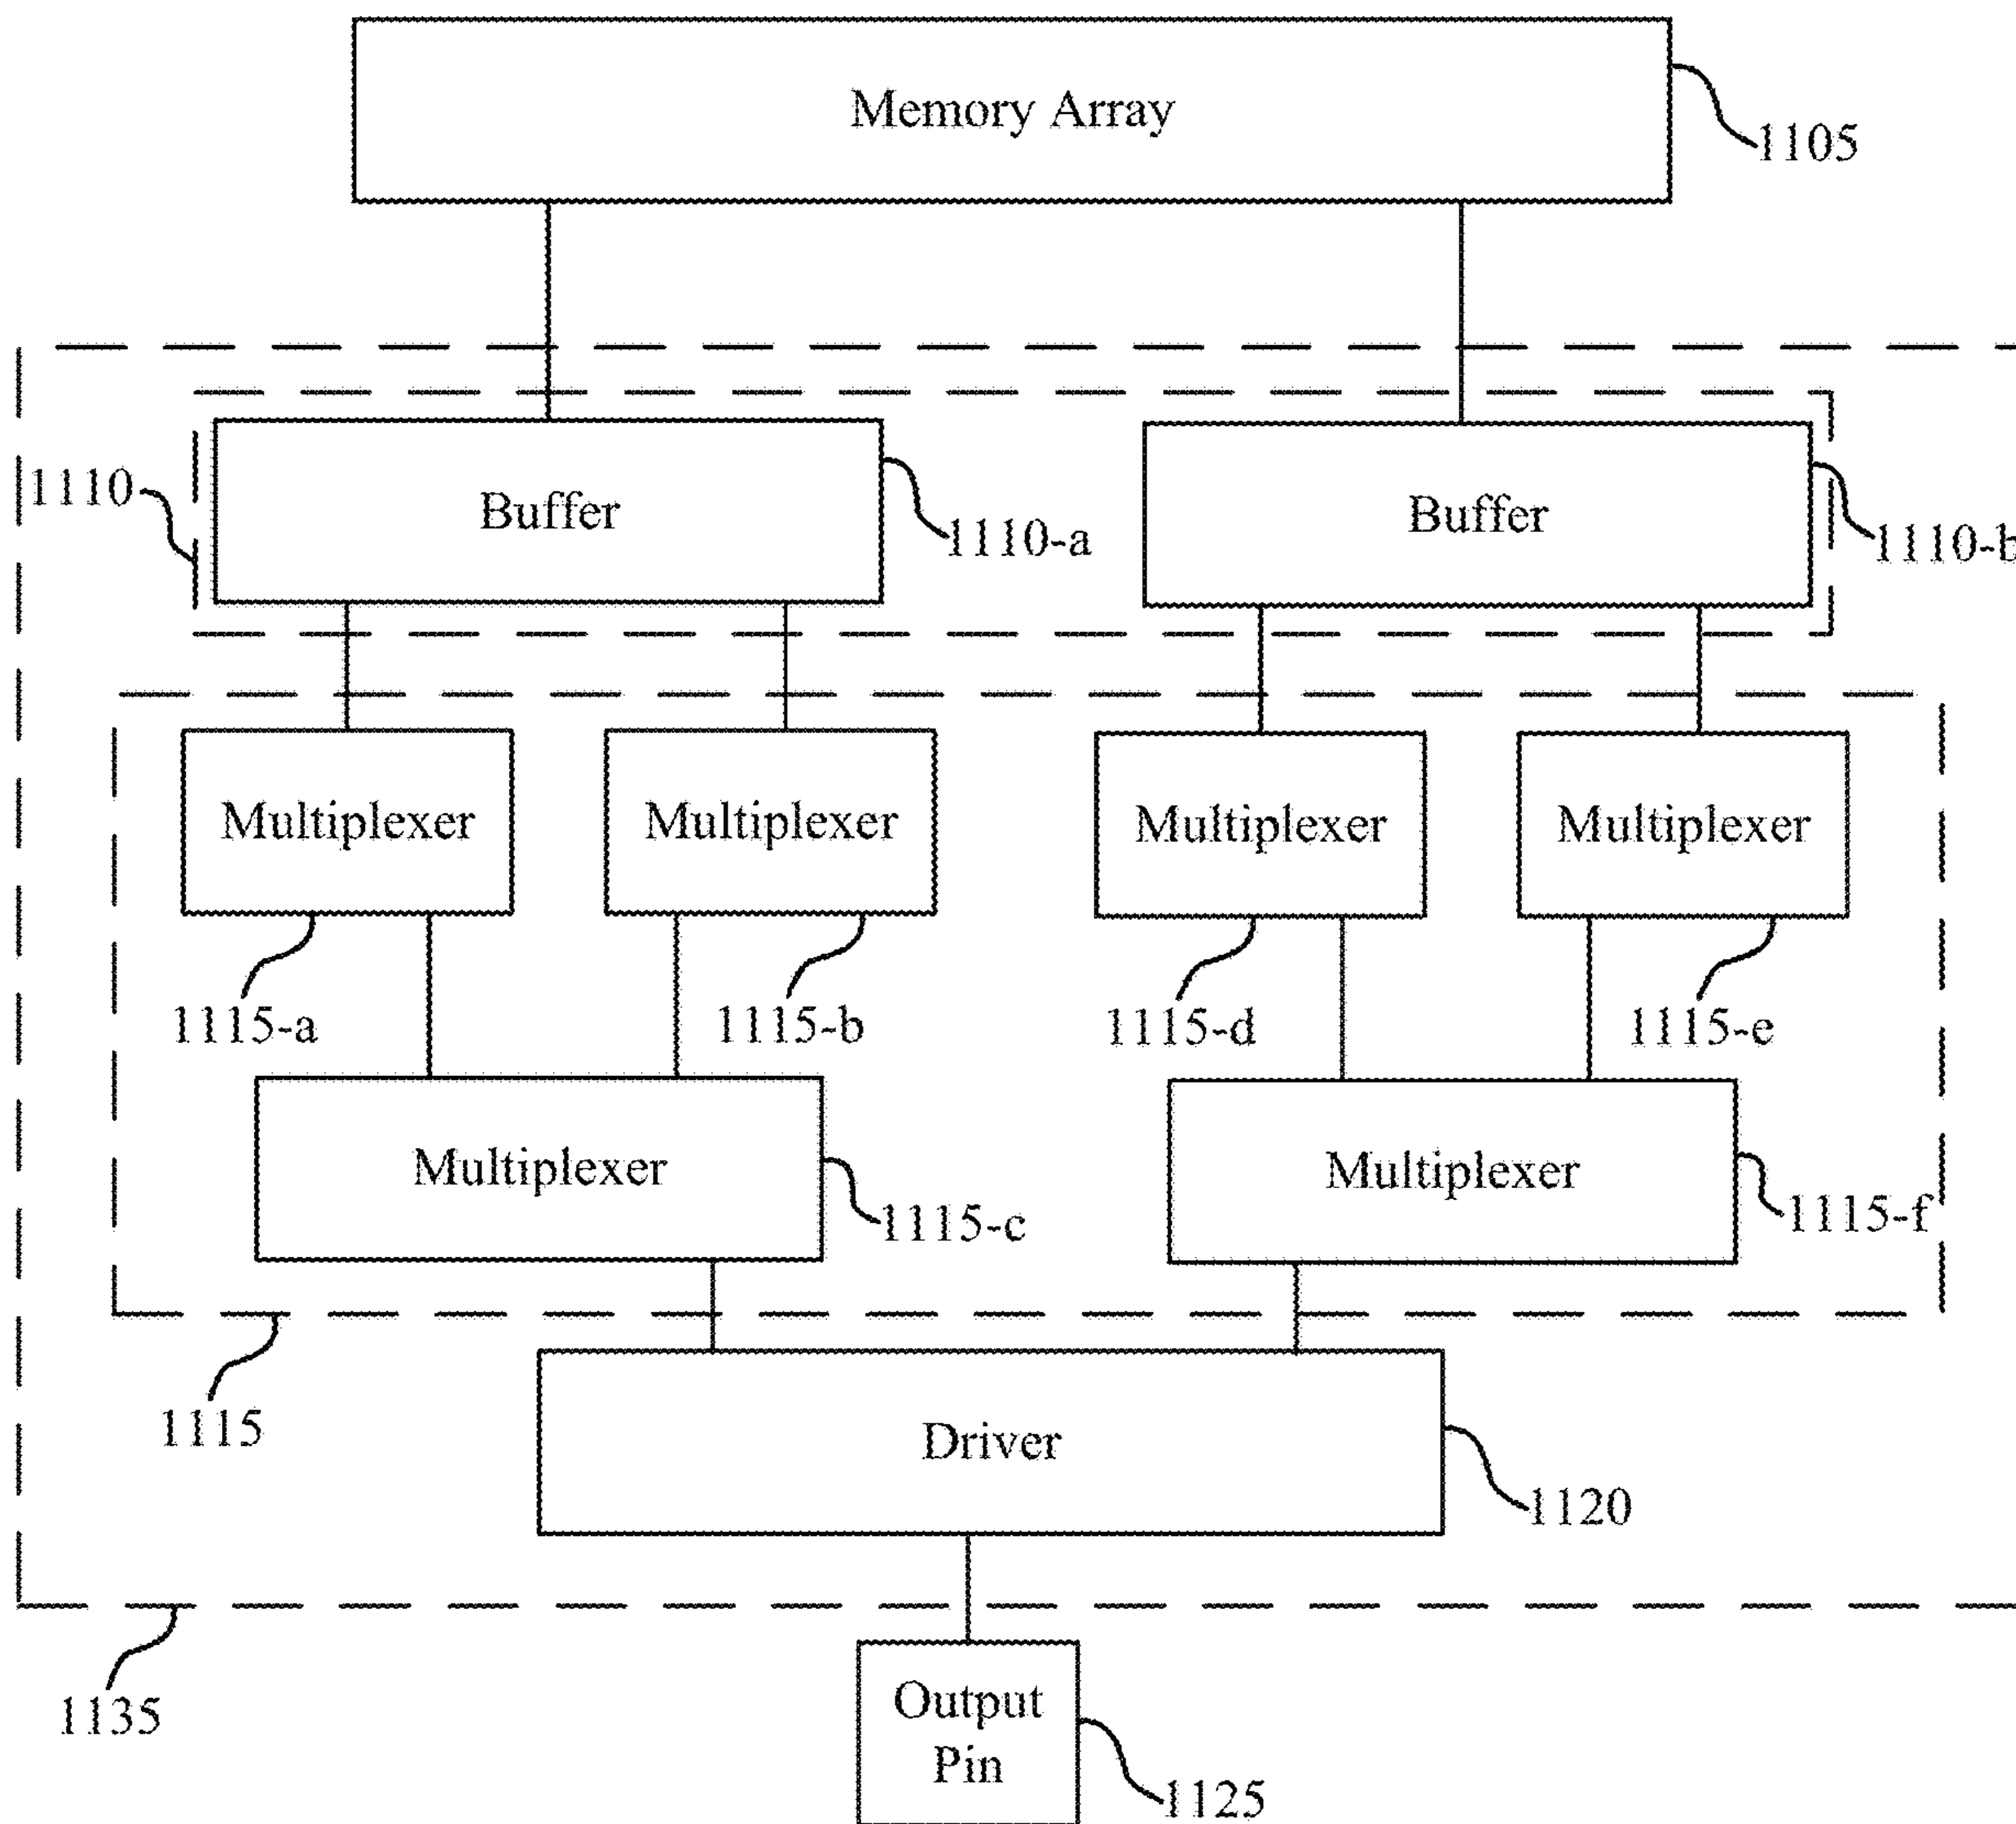 Memory Array
1105
1110
Buffer
1110-a
Buffer
1110-b
Multiplexer
Multiplexer
Multiplexer
Multiplexer
1115-a
1115-b
1115-d
1115-e
Multiplexer
1115-c
Multiplexer
1115-f
1115
Driver
1120
1135
Output
Pin
1125